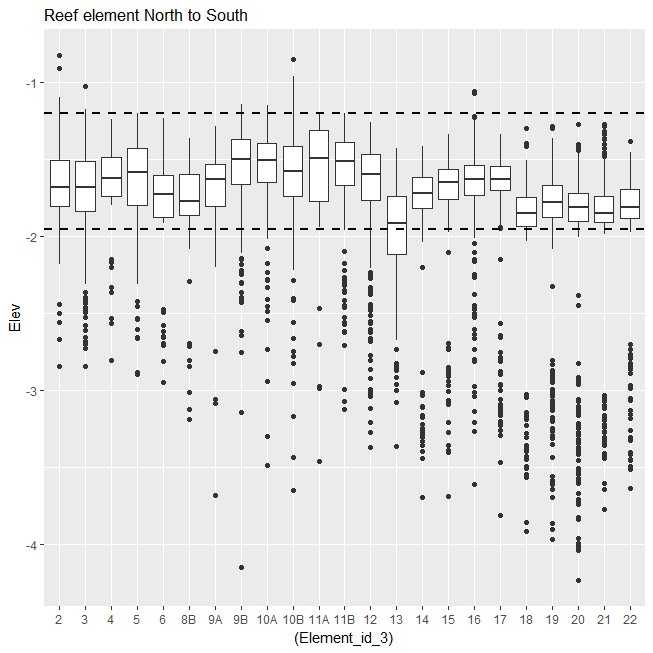 Reef element North to South
-1
-2
-3
-4
Elev
2 3 4 5 6 8B 9A 9B 10A 10B 11A 11B 12 13 14 15 16 17 18 19 20 21 22
(Element_id_3)